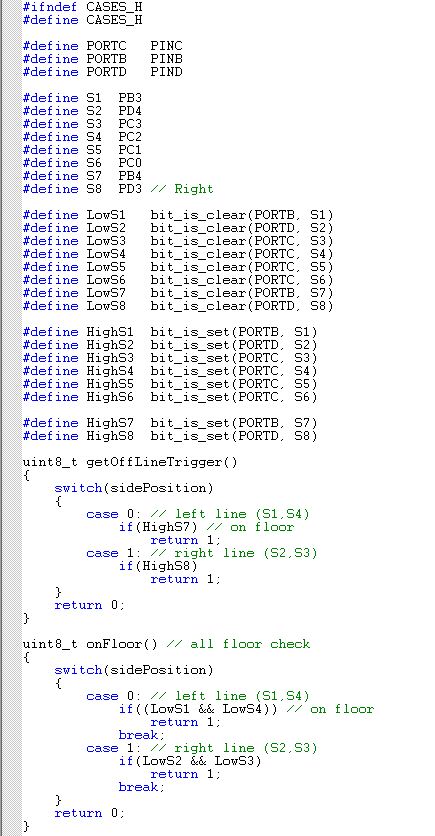 #ifndef CASES_H
#define CASES_H
#define PORTC PINC
#define PORTB PINB
#define PORTD PIND
#define S1 PB3
#define S2 PD4
#define S3 PC3
#define S4 PC2
#define S5 PC1
#define S6 PC0
#define S7 PB4
#define S8 PD3 // Right
#define LowS1 bit_is_clear(PORTB, S1)
#define LowS2 bit_is_clear(PORTD, S2)
#define LowS3 bit_is_clear(PORTC, S3)
#define LowS4 bit_is_clear(PORTC, S4)
#define LowS5 bit_is_clear(PORTC, S5)
#define LowS6 bit_is_clear(PORTC, S6)
#define LowS7 bit_is_clear(PORTB, S7)
#define LowS8 bit_is_clear(PORTD, S8)
#define HighS1 bit_is_set(PORTB, S1)
#define HighS2 bit_is_set(PORTD, S2)
#define HighS3 bit_is_set(PORTC, S3)
#define HighS4 bit_is_set(PORTC, S4)
#define HighS5 bit_is_set(PORTC, S5)
#define HighS6 bit_is_set(PORTC, S6)
#define HighS7 bit_is_set(PORTB, S7)
#define HighS8 bit_is_set(PORTD, S8)
uint8_t getOffLineTrigger()
{
switch(sidePosition)
{
case 0: // left line (S1,S4)
if(HighS7) // on floor
return 1;
case 1: // right line (S2,S3)
if(HighS8)
return 1;
}
return 0;
}
uint8_t onFloor() // all floor check
{
switch(sidePosition)
{
case 0: // left line (S1,S4)
if((LowS1 && LowS4)) // on floor
return 1;
break;
case 1: // right line (S2,S3)
if(LowS2 && LowS3)
return 1;
break;
}
return 0;
}